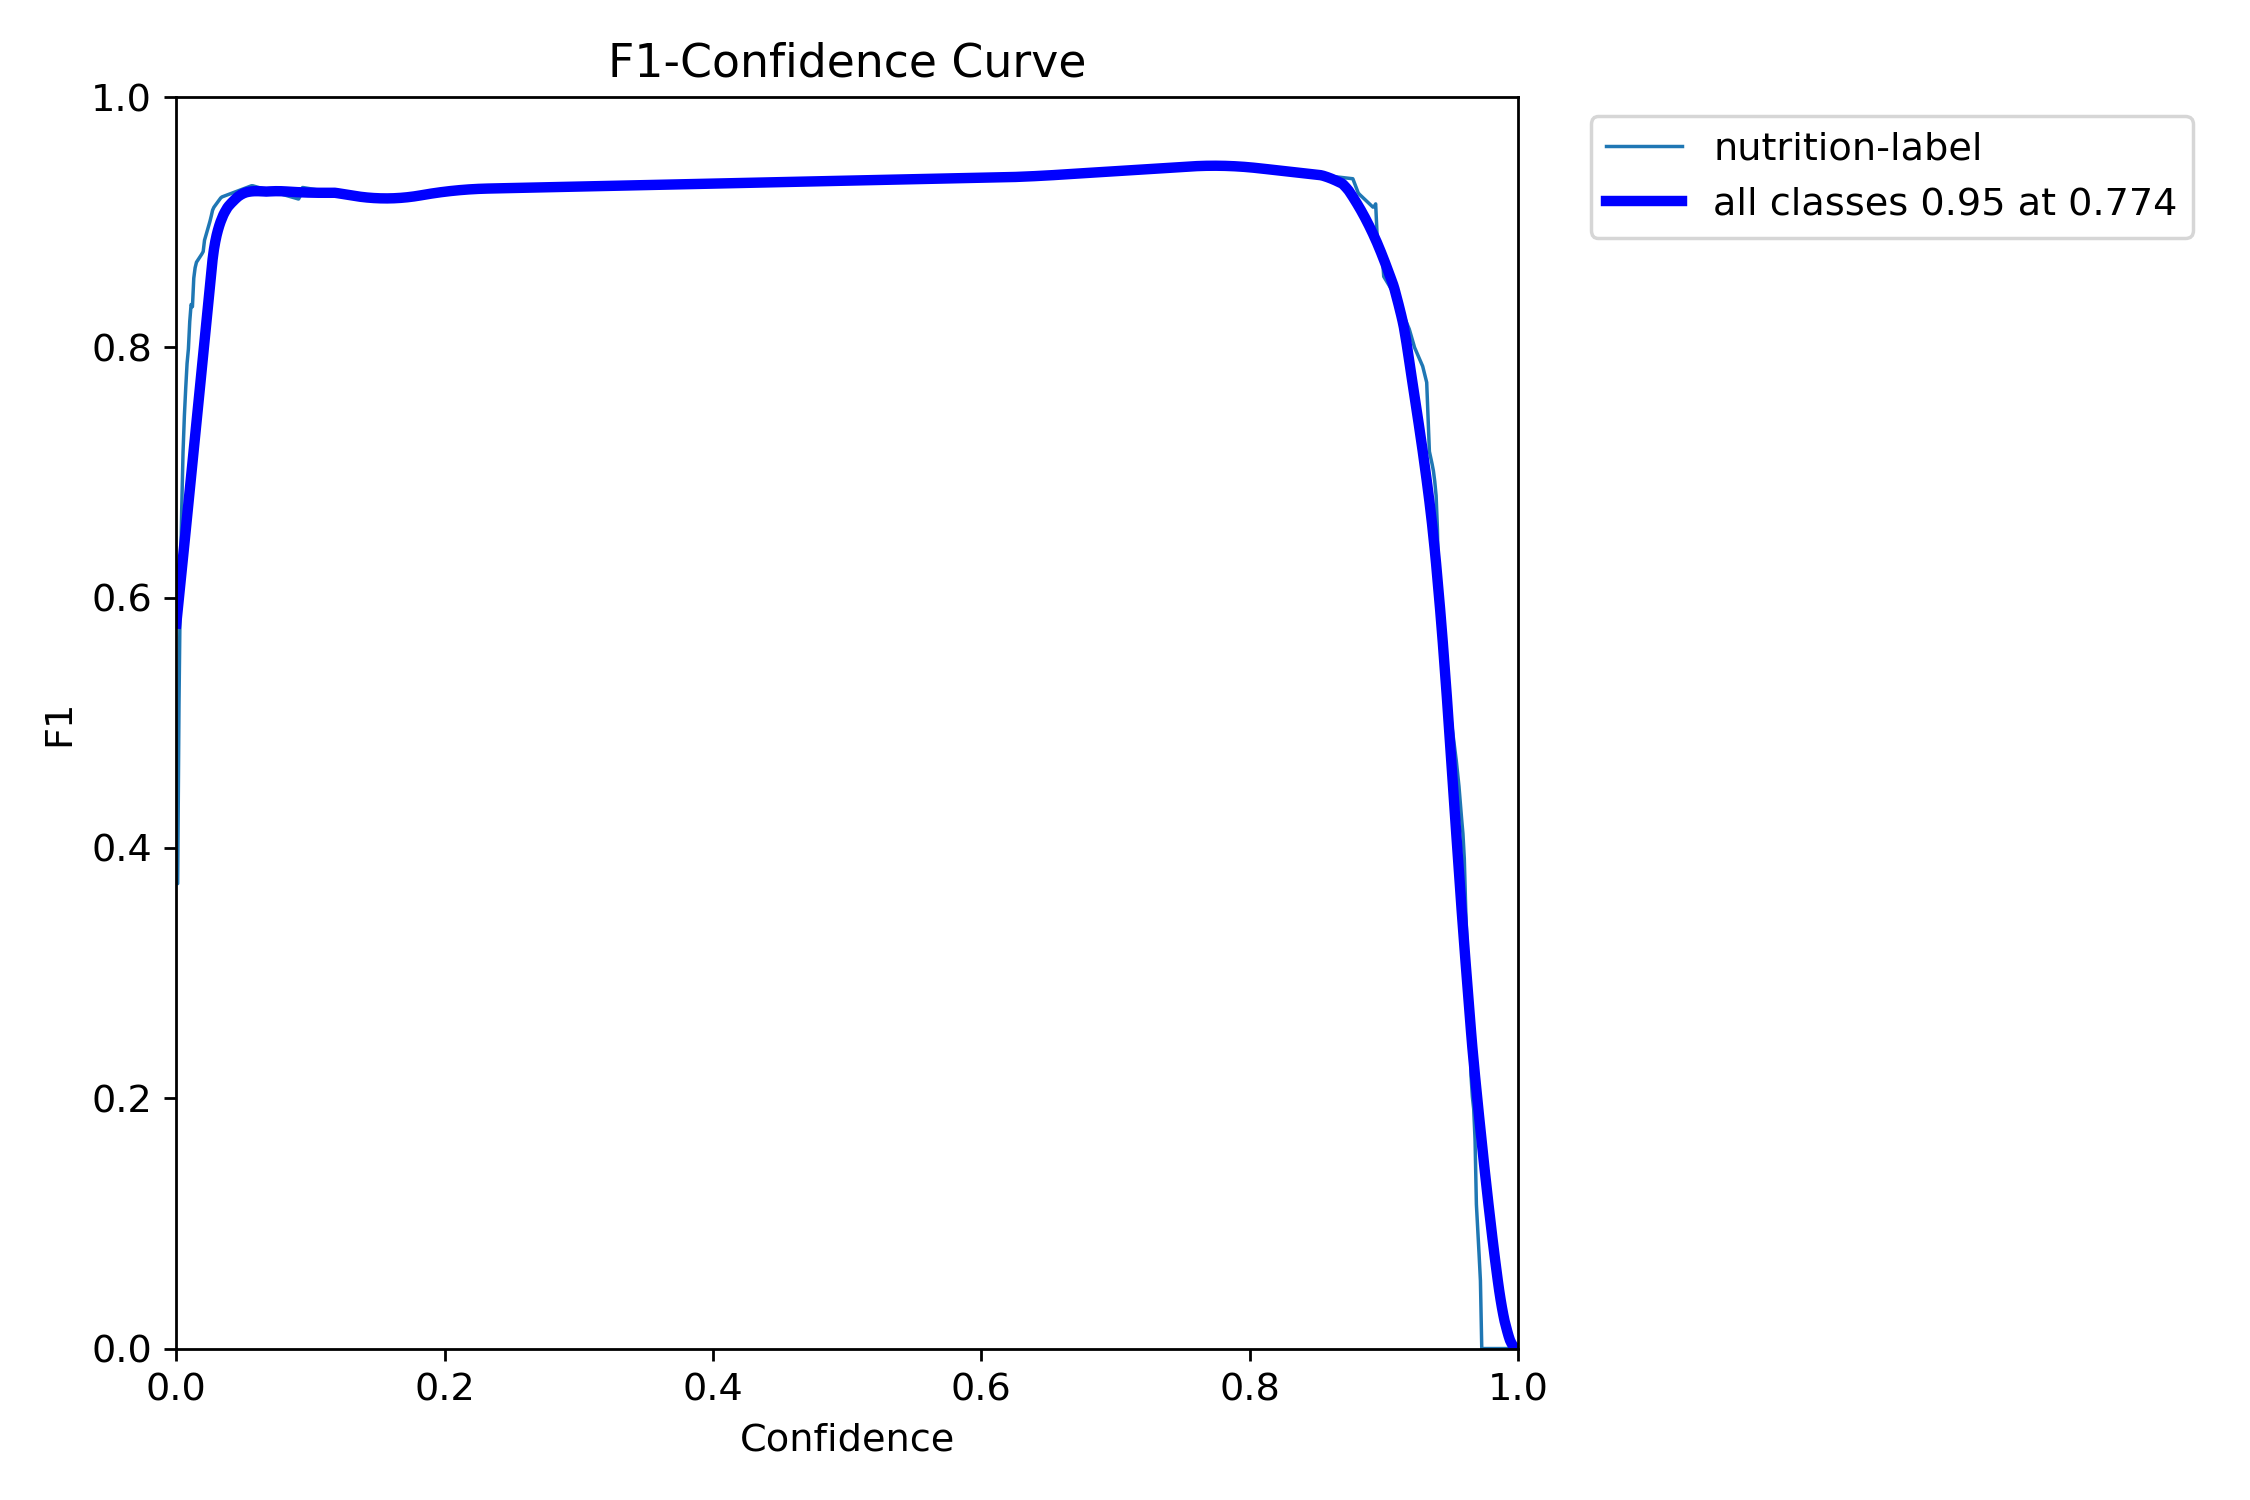 F1-Confidence Curve
nutrition-label
all classes 0.95 at 0.774
F1
1.0
0.8
0.6
0.4
0.2
0.0
0.0 0.2 0.4 0.6 0.8 1.0
Confidence